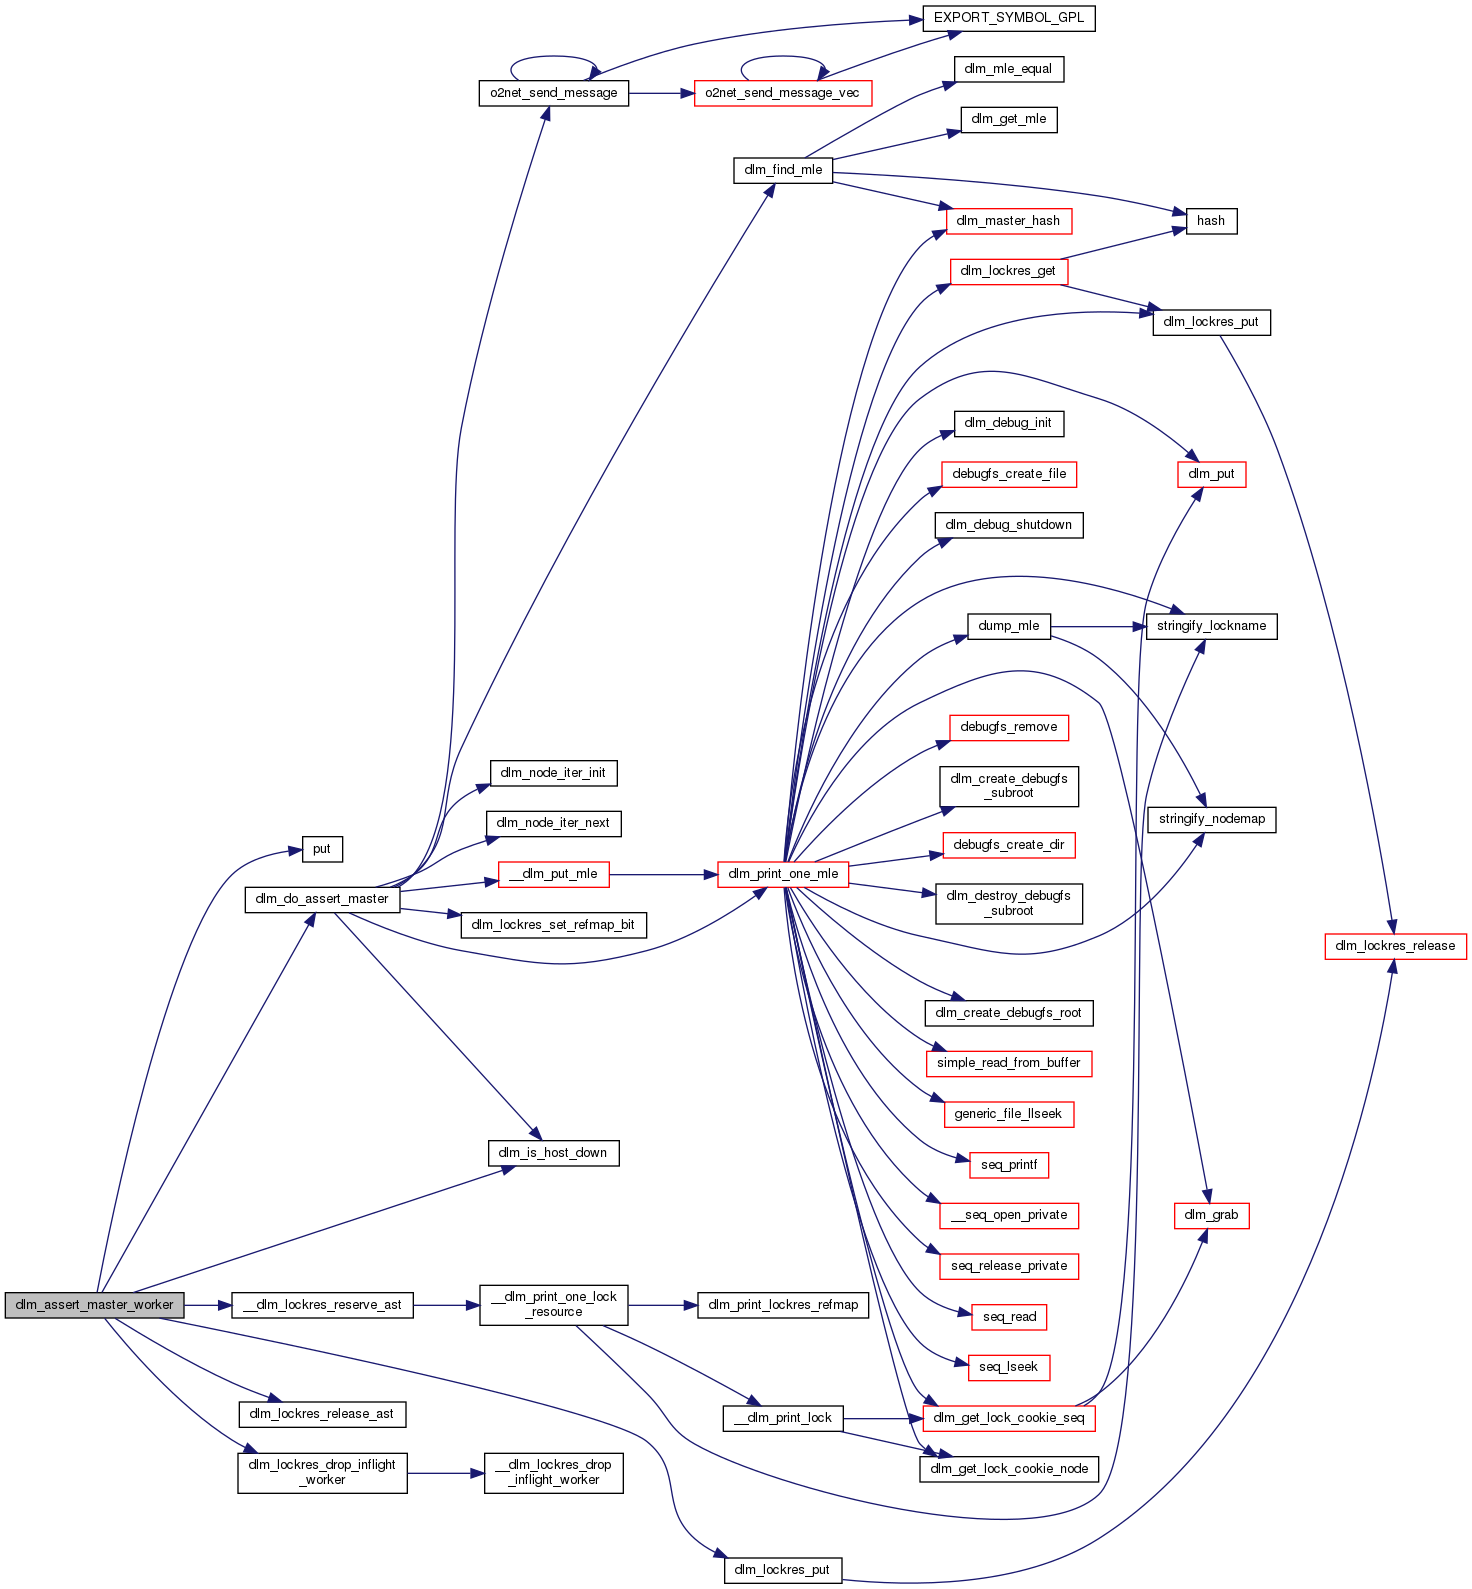 EXPORT_SYMBOL_GPL
dlm_mle_equal
o2net_send_message
o2net_send_message_vec
dlm_get_mle
dlm_find_mle
dlm_master_hash
hash
dlm_lockres_get
dlm_lockres_put
dlm_debug_init
debugfs_create_file
dlm_put
dlm_debug_shutdown
dump_mle
stringify_lockname
debugfs_remove
dlm_node_iter_init
dlm_create_debugfs
_subroot
dlm_node_iter_next
stringify_nodemap
put
debugfs_create_dir
__dlm_put_mle
dlm_print_one_mle
dlm_do_assert_master
dlm_destroy_debugfs
_subroot
dlm_lockres_set_refmap_bit
dlm_lockres_release
dlm_create_debugfs_root
simple_read_from_buffer
generic_file_llseek
dlm_is_host_down
seq_printf
__seq_open_private
dlm_grab
seq_release_private
dlm_assert_master_worker
__dlm_lockres_reserve_ast
__dlm_print_one_lock
_resource
dlm_print_lockres_refmap
seq_read
seq_lseek
dlm_lockres_release_ast
__dlm_print_lock
dlm_get_lock_cookie_seq
dlm_lockres_drop_inflight
_worker
__dlm_lockres_drop
_inflight_worker
dlm_get_lock_cookie_node
dlm_lockres_put